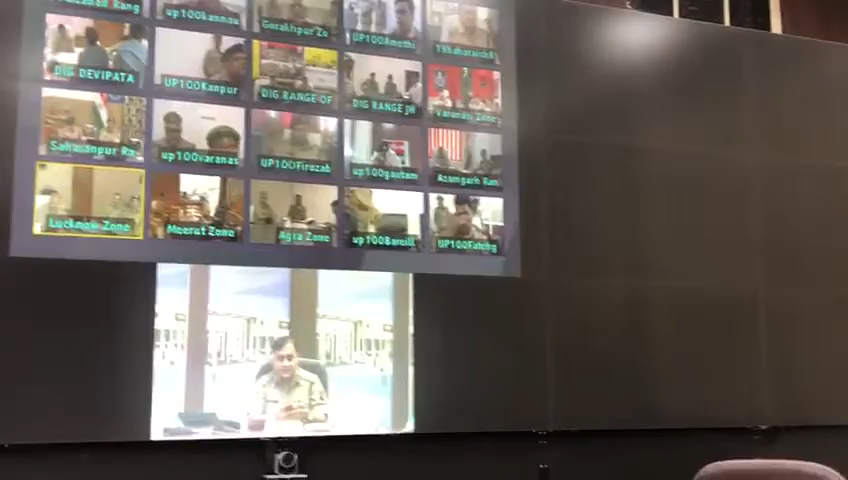 up100kannau
Gorakhpur Zo
UP100Amethi
DIG DEVIPATA
UP100Kanpur
DIG RANGE OF
DIG RANGE JH
Varanasi Zone
Saharanpur Ra
up100varanas
UP100Firozab
up100gautam
Azamgarh Ran
Lucknow Zone
Meerut Zone
Agra Zone
up100Bareill
UP100Fatehg